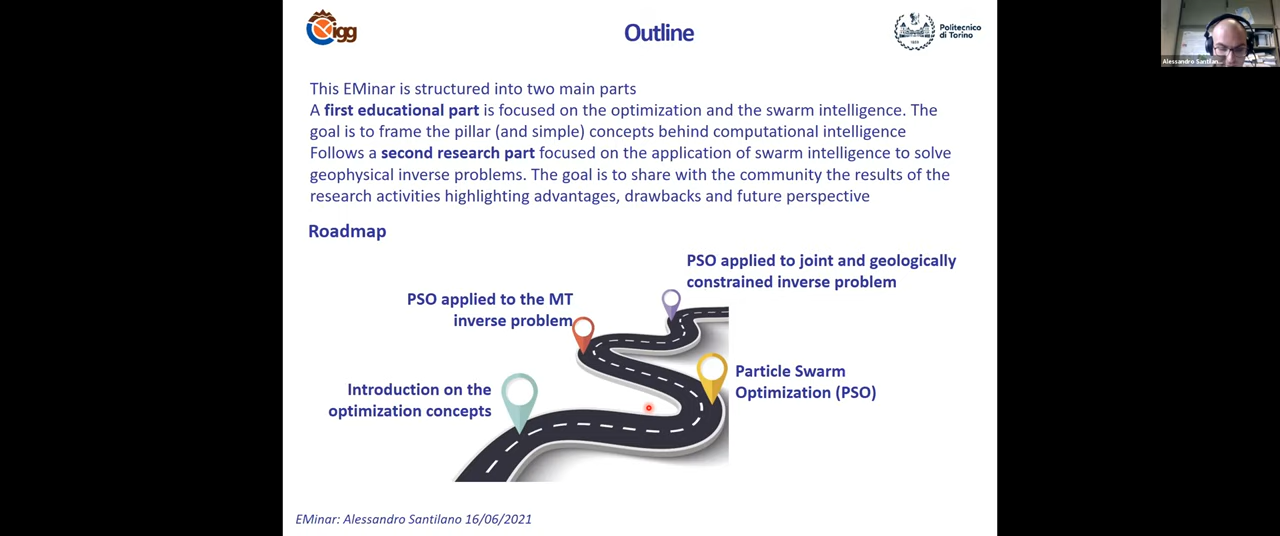 igg
Outline
Politecnico
di Torino
Alessandro Santilan...
This EMinar is structured into two main parts
A first educational part is focused on the optimization and the swarm intelligence. The
goal is to frame the pillar (and simple) concepts behind computational intelligence
Follows a second research part focused on the application of swarm intelligence to solve
geophysical inverse problems. The goal is to share with the community the results of the
research activities highlighting advantages, drawbacks and future perspective
Roadmap
PSO applied to joint and geologically
constrained inverse problem
PSO applied to the MT
inverse problem
Particle Swarm
Optimization (PSO)
Introduction on the
optimization concepts
EMinar: Alessandro Santilano 16/06/2021